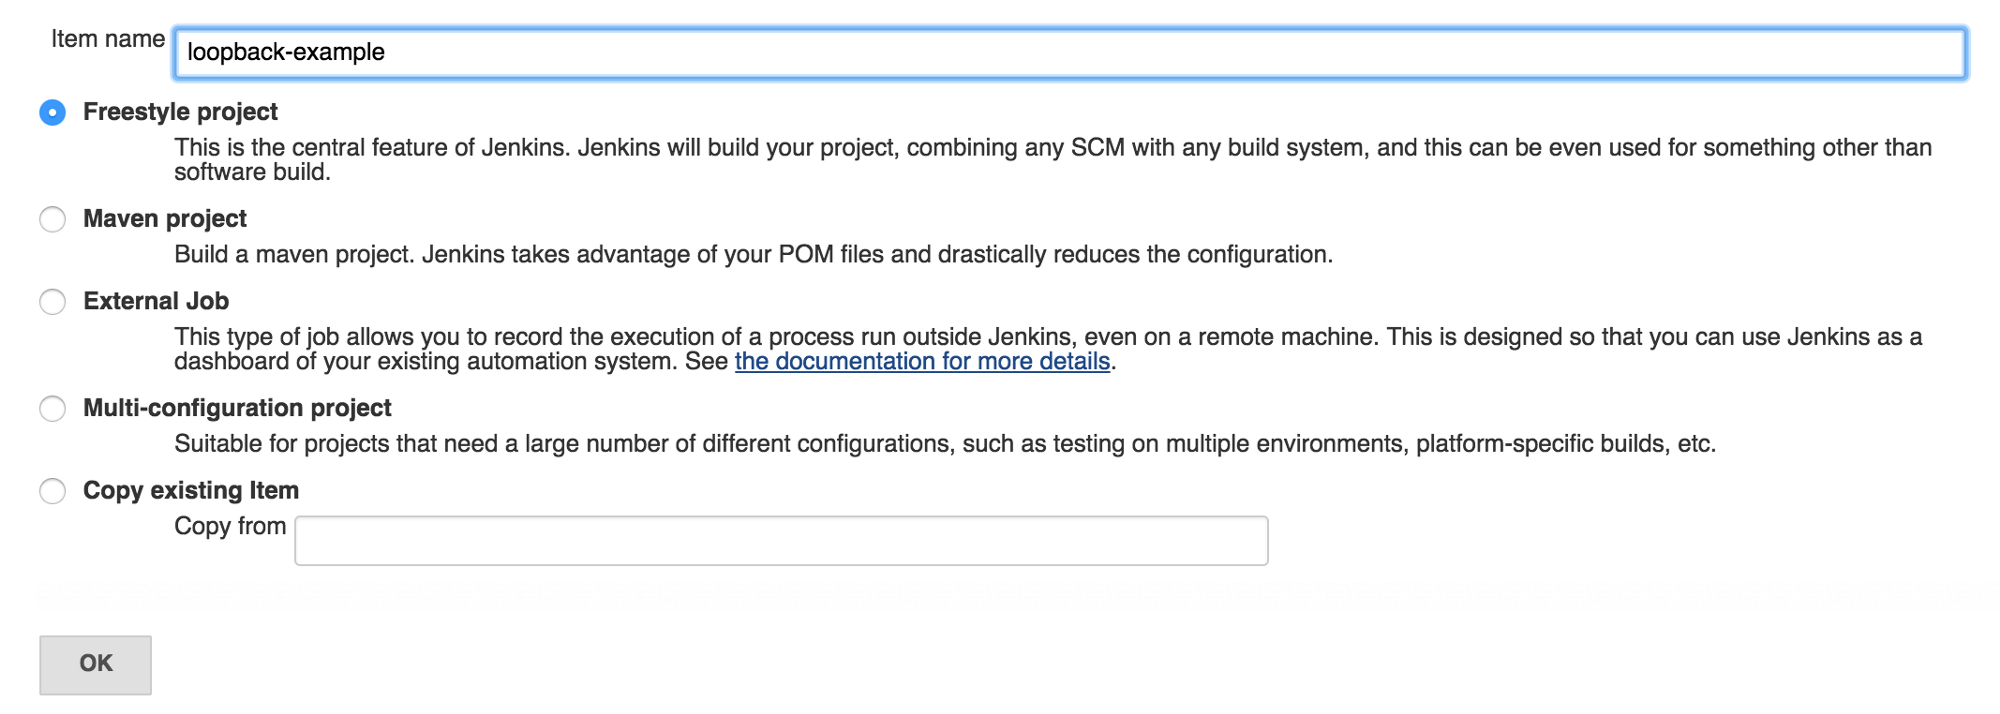 Item name
loopback-example
Freestyle project
This is the central feature of Jenkins. Jenkins will build your project, combining any SCM with any build system, and this can be even used for something other than
software build.
Maven project
Build a maven project. Jenkins takes advantage of your POM files and drastically reduces the configuration.
External Job
This type of job allows you to record the execution of a process run outside Jenkins, even on a remote machine. This is designed so that you can use Jenkins as a
dashboard of your existing automation system. See the documentation for more details.
Multi-configuration project
Suitable for projects that need a large number of different configurations, such as testing on multiple environments, platform-specific builds, etc.
Copy existing Item
Copy from
OK